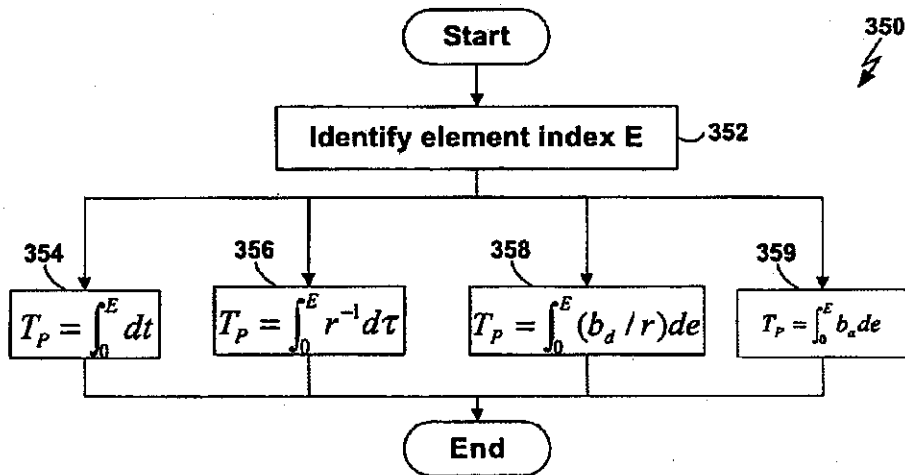 Start
350
Identify element index E
352
354
356
358
359
T_P = ∫_0^E dt
T_P = ∫_0^E r^{-1} dτ
T_P = ∫_0^E (b_d / r) de
T_P = ∫_0^E b_a de
End